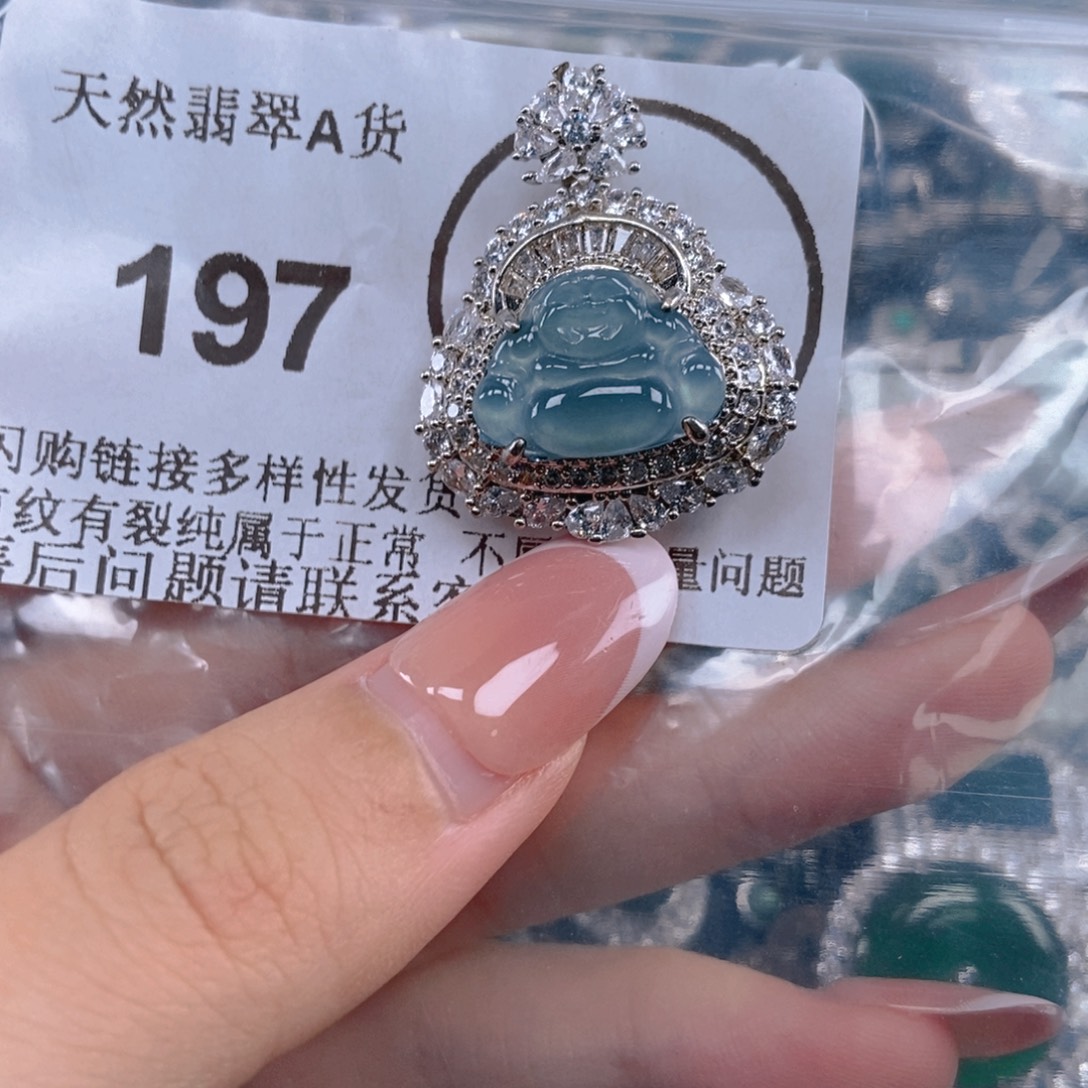 天然翡翠A货
197
闪购链接多样性发货
纹有裂纯属于正常 不 量问题
后问题请联系